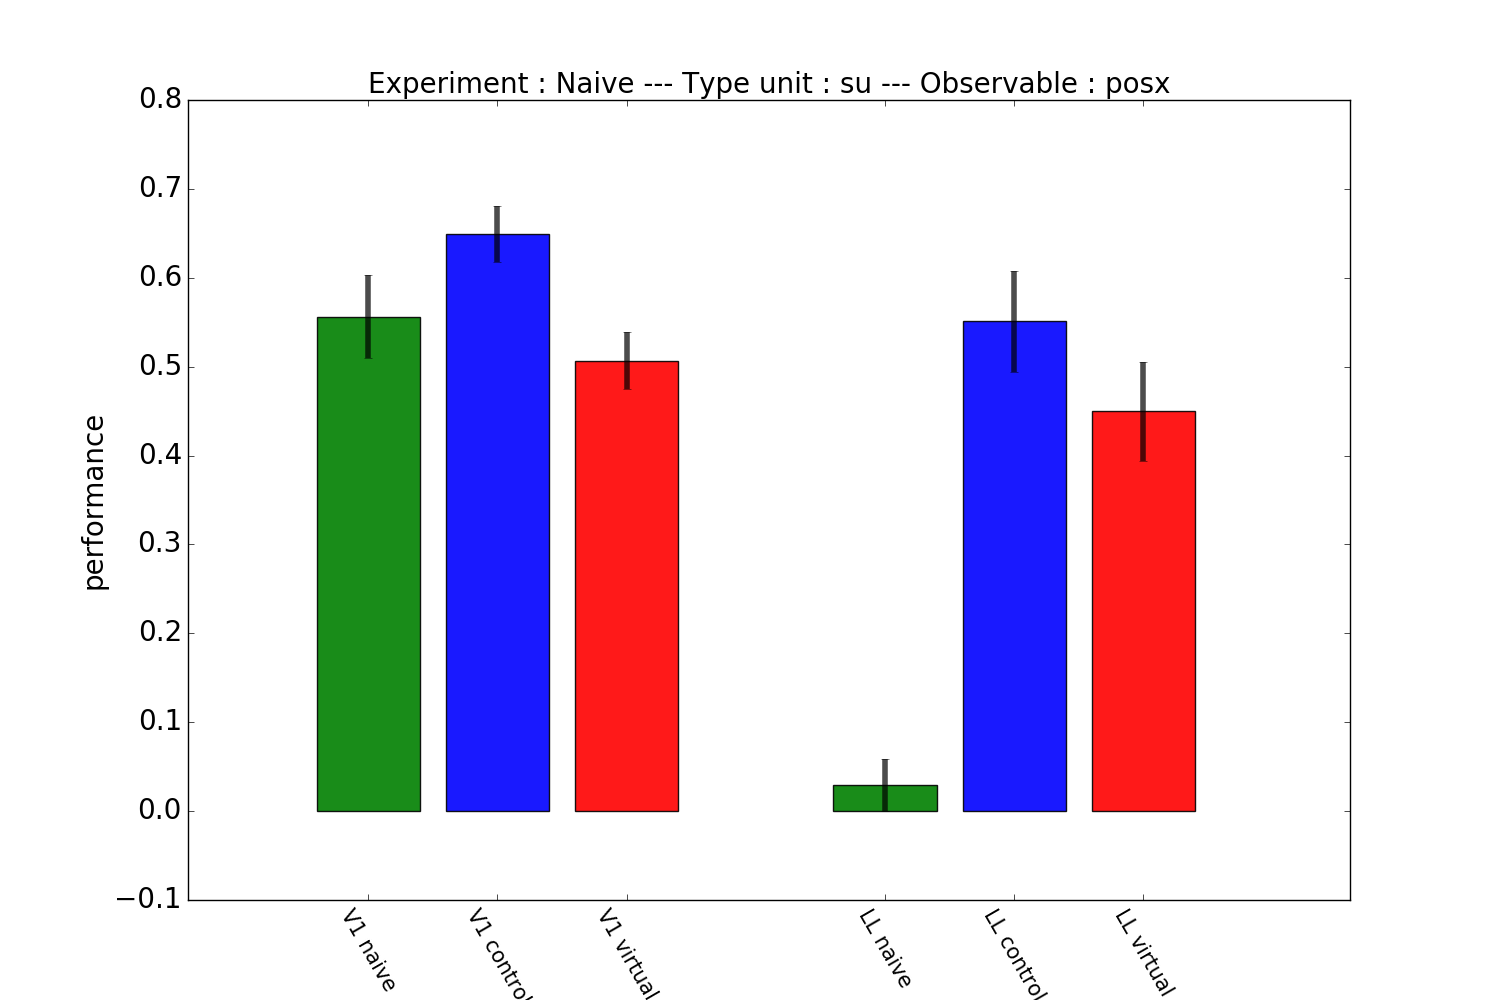 Experiment : Naive --- Type unit : su --- Observable : posx
0.8
0.7
0.6
0.5
0.4
0.3
0.2
0.1
0.0
−0.1
performance
V1 naive
V1 control
V1 virtual
LL naive
LL control
LL virtual